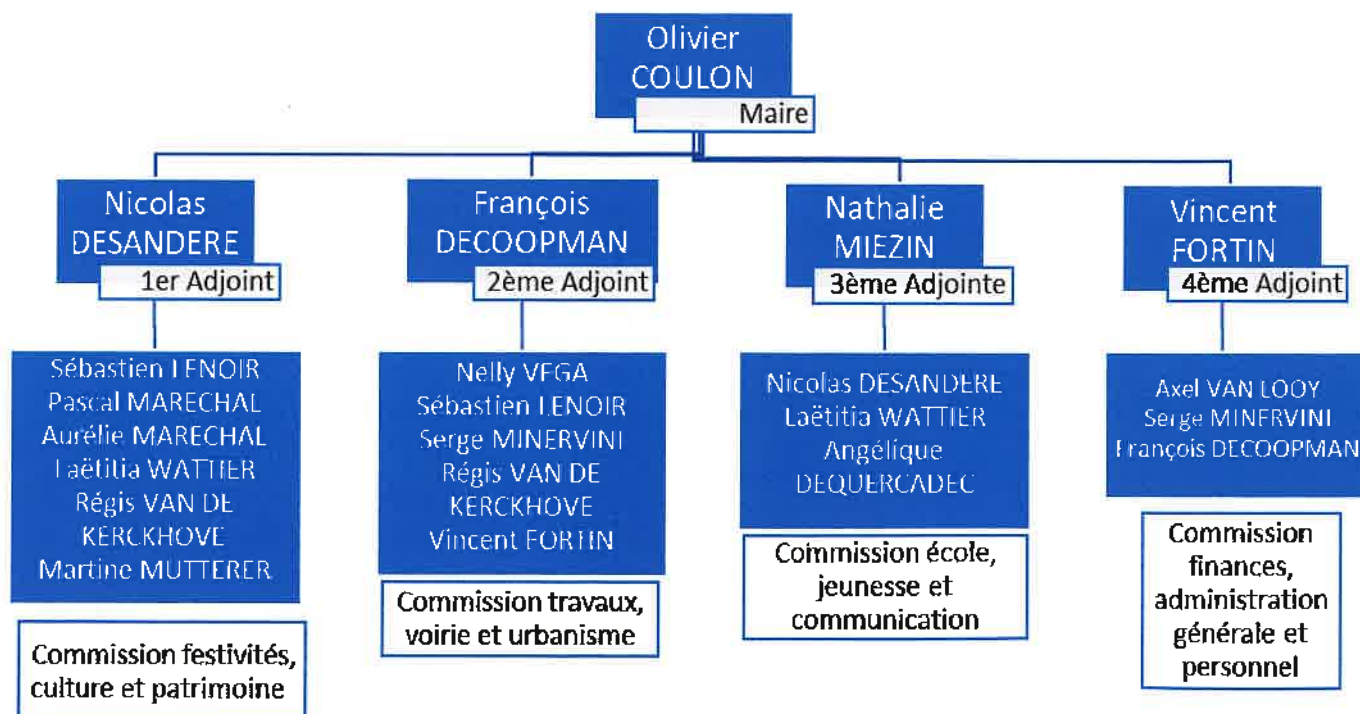 Olivier
COULON
Maire
Nicolas
DESANDERE
1er Adjoint
Sébastien LENOIR
Pascal MARECHAL
Aurélie MARECHAL
Laëtitia WATTIER
Régis VAN DE
KERCKHOVE
Martine MUTTERER
Commission festivités,
culture et patrimoine
François
DECOOPMAN
2ème Adjoint
Nelly VEGA
Sébastien LENOIR
Serge MINERVINI
Régis VAN DE
KERCKHOVE
Vincent FORTIN
Commission travaux,
voirie et urbanisme
Nathalie
MIEZIN
3ème Adjointe
Nicolas DESANDERE
Laëtitia WATTIER
Angélique
DEQUERCADEC
Commission école,
jeunesse et
communication
Vincent
FORTIN
4ème Adjoint
Axel VAN LOOY
Serge MINERVINI
François DECOOPMAN
Commission
finances,
administration
générale et
personnel